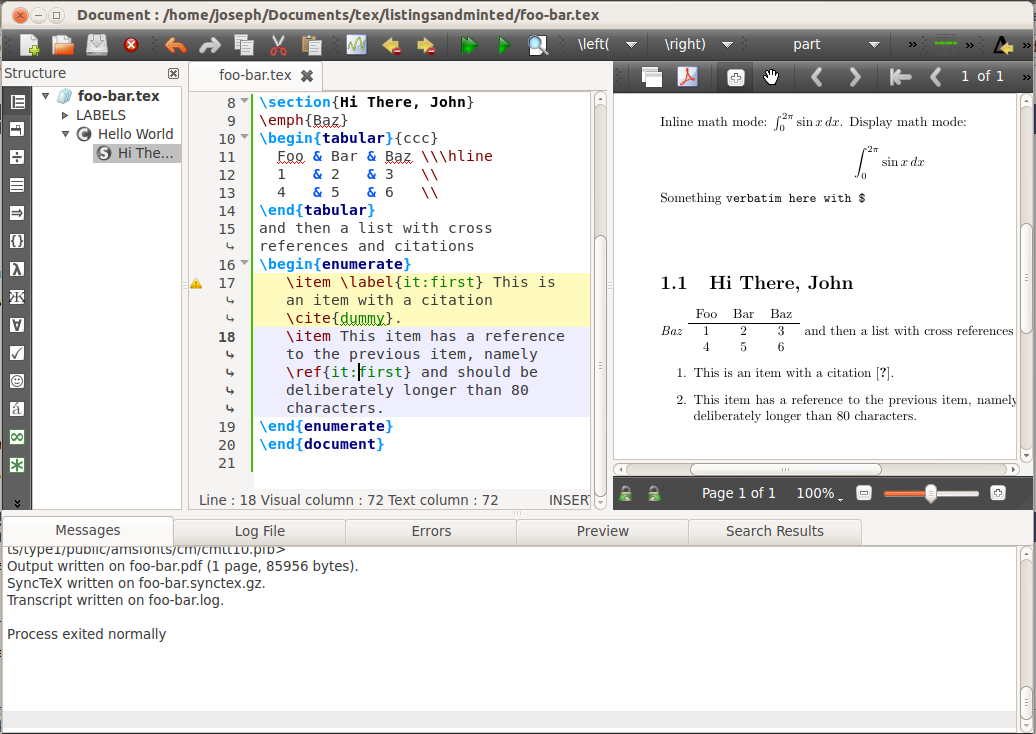 Document : /home/joseph/Documents/tex/listingsandminted/foo-bar.tex
\left( \right) part » » »
Structure
foo-bar.tex
LABELS
Hello World
Hi The...
foo-bar.tex
8 \section{Hi There, John}
9 \emph{Baz}
10 \begin{tabular}{ccc}
11 Foo & Bar & Baz \\\hline
12 1 & 2 & 3 \\
13 4 & 5 & 6 \\
14 \end{tabular}
15 and then a list with cross
references and citations
16 \begin{enumerate}
17 \item \label{it:first} This is
an item with a citation
\cite{dummy}.
18 \item This item has a reference
to the previous item, namely
\ref{it:first} and should be
deliberately longer than 80
characters.
19 \end{enumerate}
20 \end{document}
21
Line : 18 Visual column : 72 Text column : 72 INSER
1 of 1 »
Inline math mode: ∫₀^2π sin x dx. Display math mode:
∫₀^2π sin x dx
Something verbatim here with $
1.1 Hi There, John
Foo Bar Baz
Baz 1 2 3 and then a list with cross references
4 5 6
1. This is an item with a citation [?].
2. This item has a reference to the previous item, namely
deliberately longer than 80 characters.
Page 1 of 1 100%
Messages Log File Errors Preview Search Results
ts/type1/public/amsfonts/cm/cmtt10.pfb>
Output written on foo-bar.pdf (1 page, 85956 bytes).
SyncTeX written on foo-bar.synctex.gz.
Transcript written on foo-bar.log.
Process exited normally